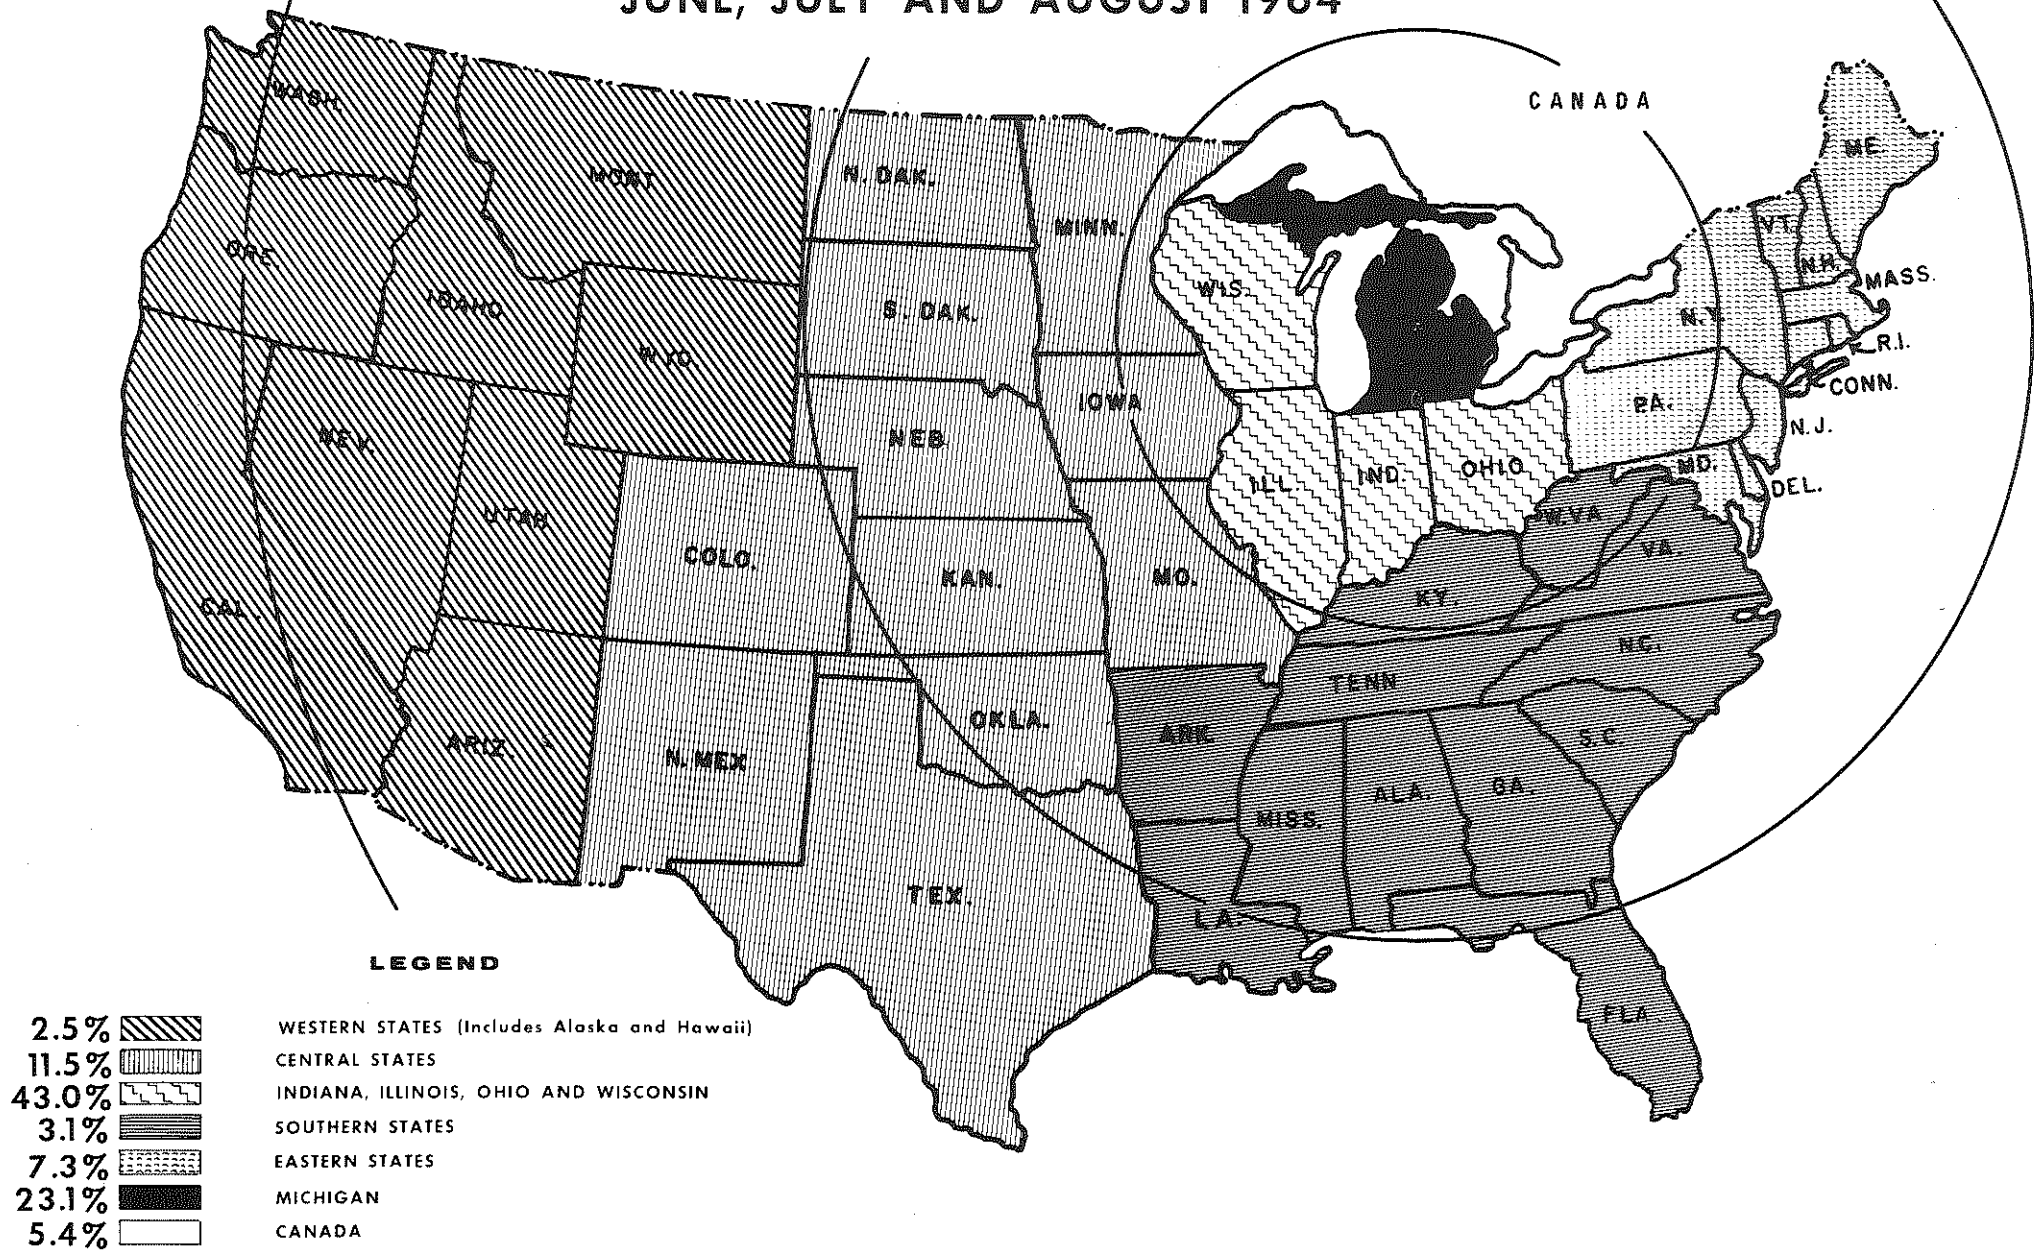 JUNE, JULY AND AUGUST 1964
CANADA
WASH.
MONT.
N. DAK.
MINN.
ME.
ORE.
IDAHO
S. DAK.
WIS.
VT.
N.H.
MASS.
WYO.
N.Y.
R.I.
CONN.
NEV.
NEB.
IOWA
PA.
N.J.
UTAH
COLO.
KAN.
MO.
ILL.
IND.
OHIO
MD.
DEL.
W.VA.
VA.
CAL.
KY.
N.C.
TENN
ARIZ.
N. MEX
OKLA.
ARK.
S.C.
MISS.
ALA.
GA.
TEX.
LA.
FLA
LEGEND
2.5% WESTERN STATES (Includes Alaska and Hawaii)
11.5% CENTRAL STATES
43.0% INDIANA, ILLINOIS, OHIO AND WISCONSIN
3.1% SOUTHERN STATES
7.3% EASTERN STATES
23.1% MICHIGAN
5.4% CANADA